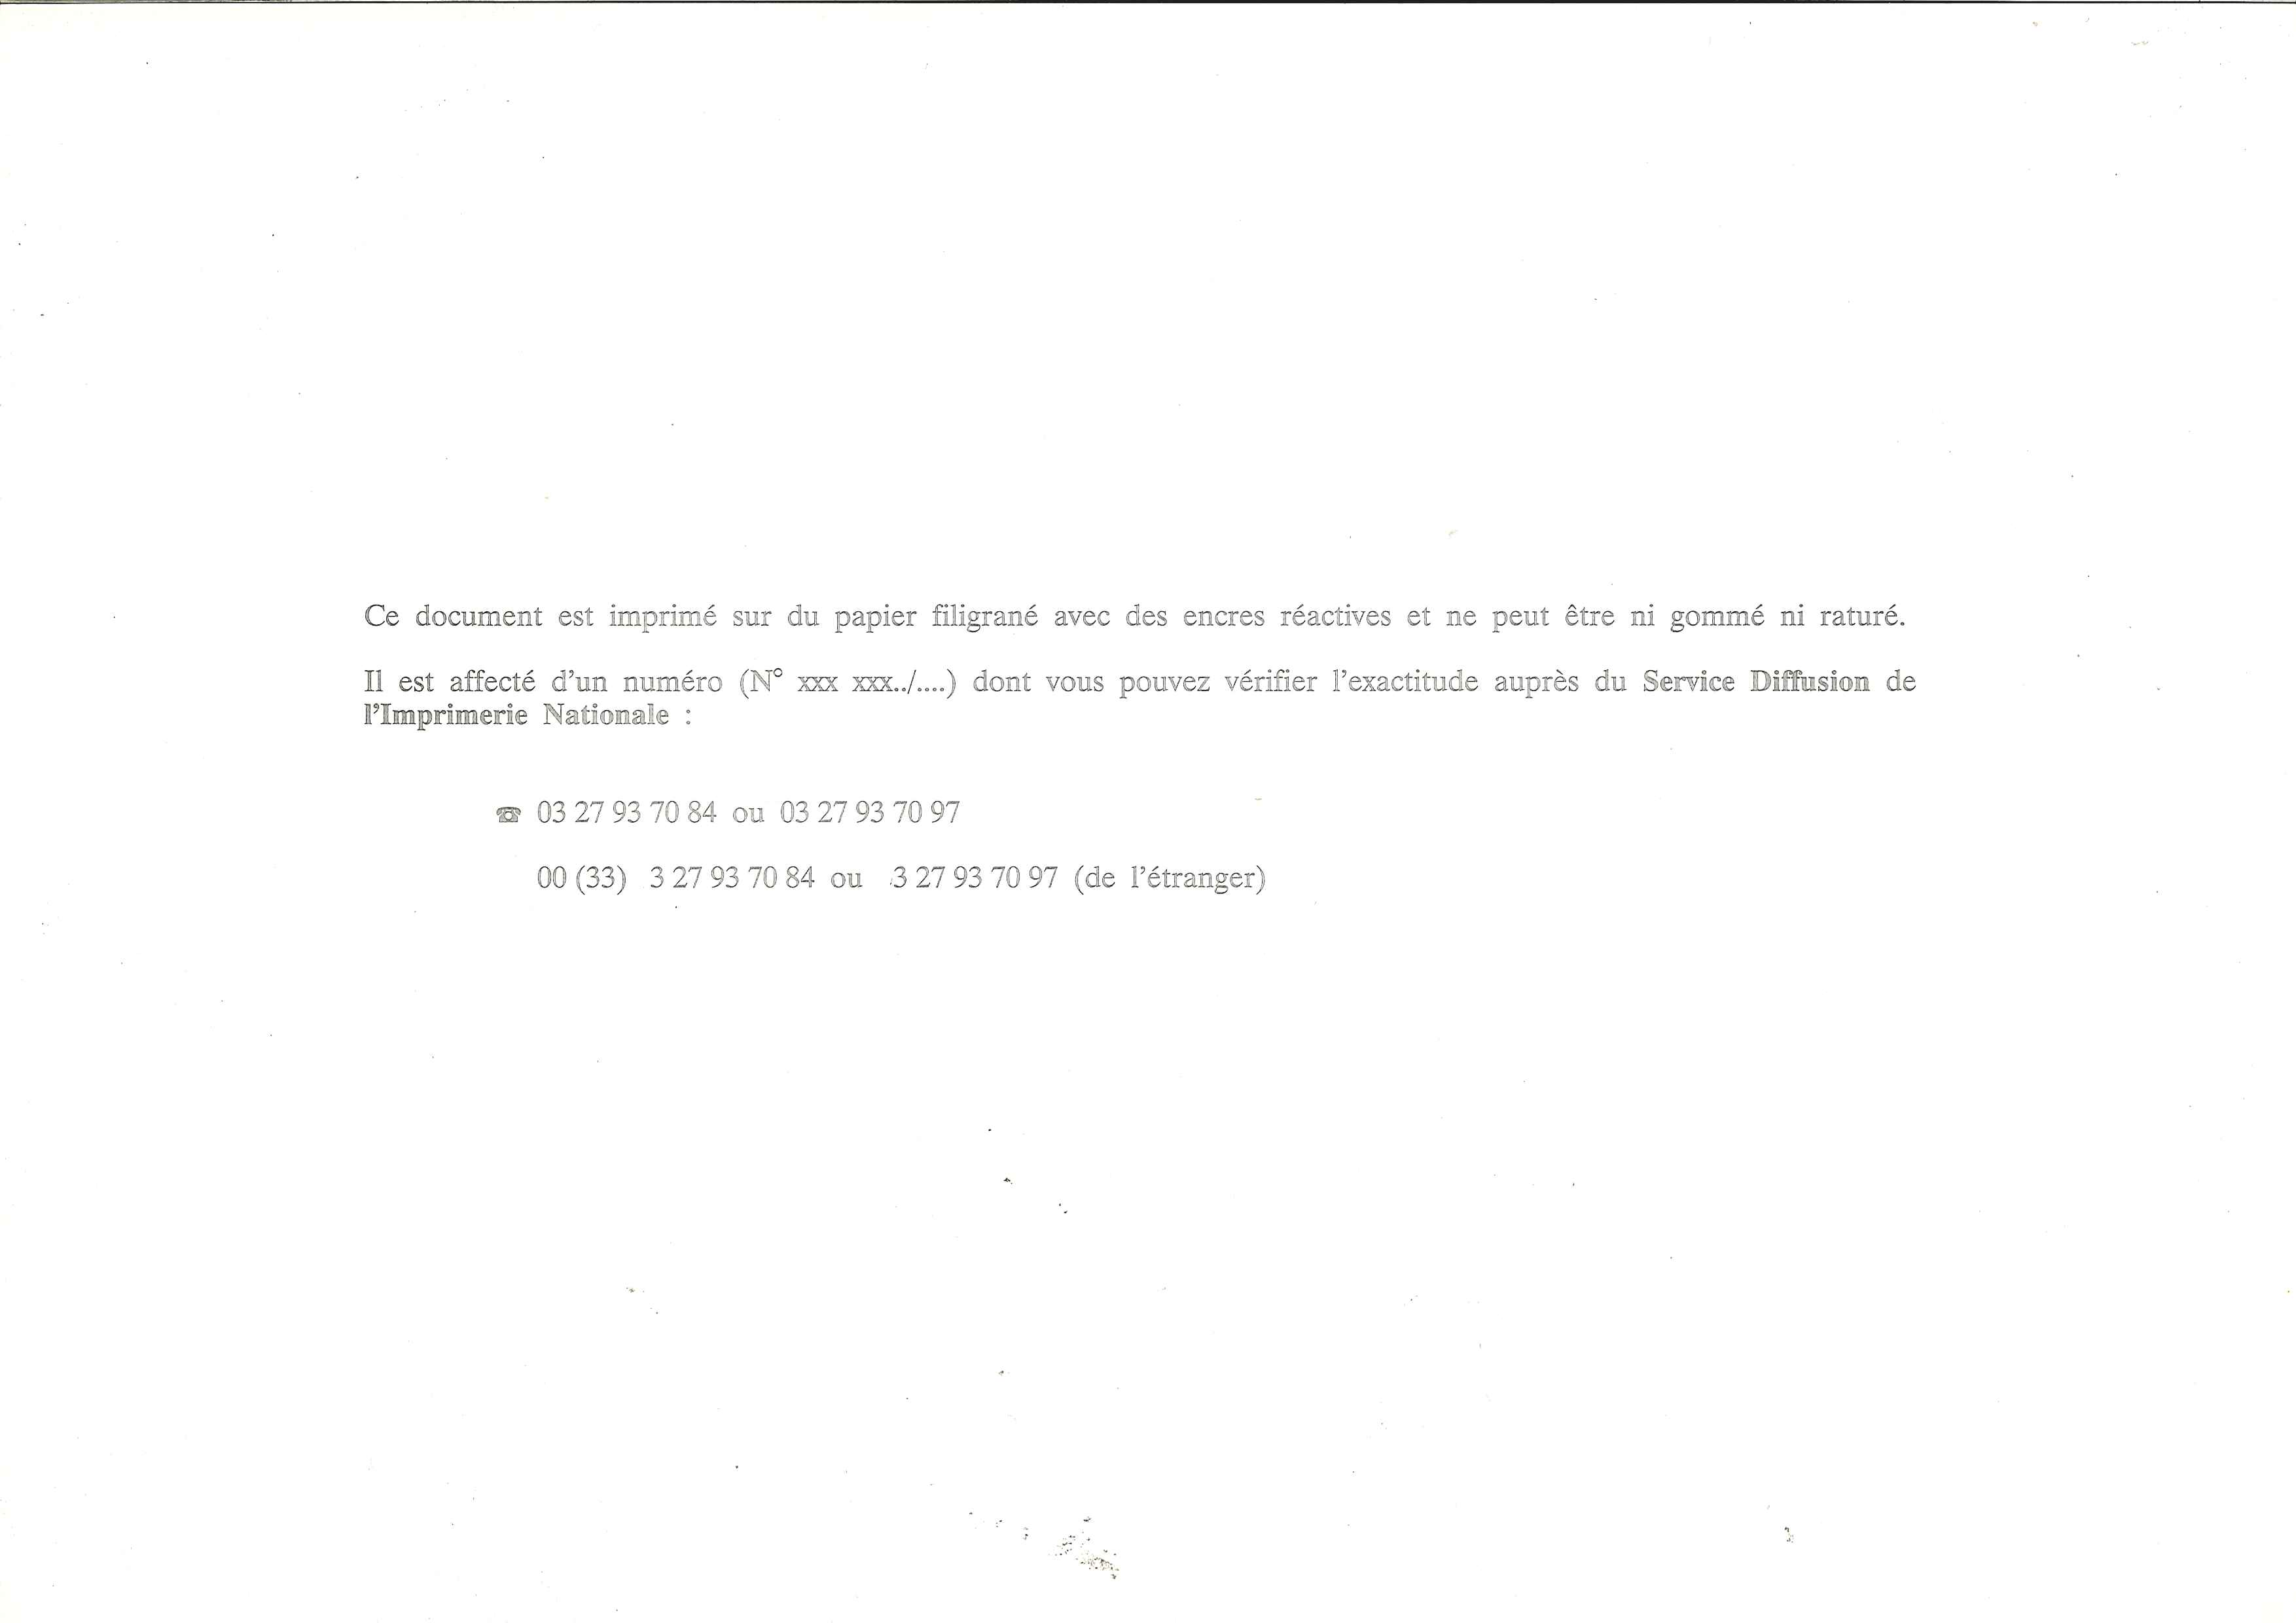 Ce document est imprimé sur du papier filigrané avec des encres réactives et ne peut être ni gommé ni raturé.
Il est affecté d'un numéro (N° xxx xxx../....) dont vous pouvez vérifier l'exactitude auprès du Service Diffusion de
l'Imprimerie Nationale :
☎ 03 27 93 70 84 ou 03 27 93 70 97
00 (33) 3 27 93 70 84 ou 3 27 93 70 97 (de l'étranger)